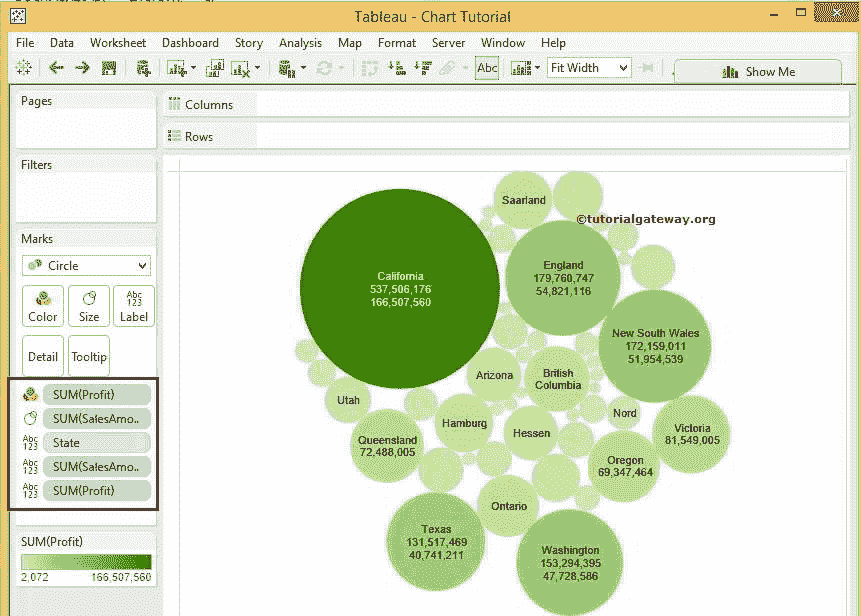 Tableau - Chart Tutorial
File Data Worksheet Dashboard Story Analysis Map Format Server Window Help
Abc Fit Width Show Me
Pages
Columns
Rows
Filters
Marks
Circle
Color Size Abc 123 Label
Detail Tooltip
SUM(Profit)
SUM(SalesAmo..
Abc 123 State
Abc 123 SUM(SalesAmo..
Abc 123 SUM(Profit)
SUM(Profit)
2,072 166,507,560
Saarland
©tutorialgateway.org
California
537,506,176
166,507,560
England
179,760,747
54,821,116
New South Wales
172,159,011
51,954,539
Arizona
British
Columbia
Utah
Nord
Hamburg
Hessen
Victoria
81,549,005
Queensland
72,488,005
Oregon
69,347,464
Ontario
Texas
131,517,469
40,741,211
Washington
153,294,395
47,728,586